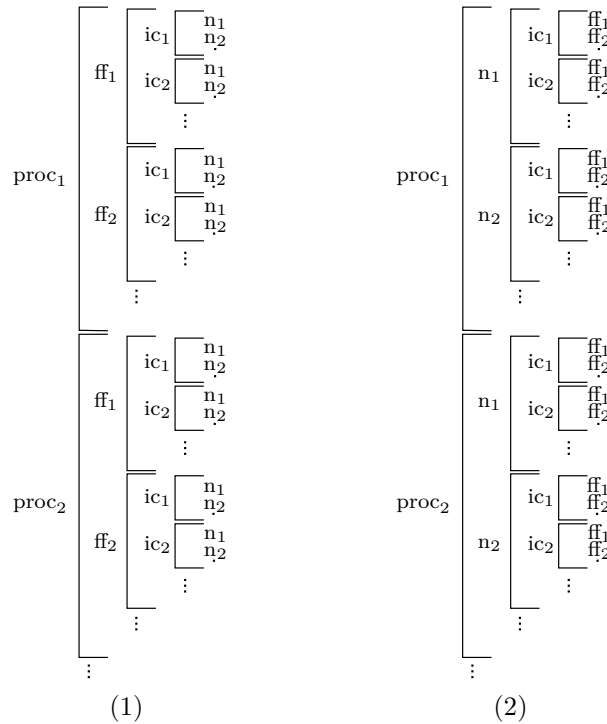 n₁ ff₁
ic₁ n₂ ic₁ ff₂
ff₁ n₁ n₁ ff₁
ic₂ n₂ ic₂ ff₂
⋮ ⋮
proc₁ n₁ proc₁ ff₁
ic₁ n₂ ic₁ ff₂
ff₂ n₁ n₂ ff₁
ic₂ n₂ ic₂ ff₂
⋮ ⋮
⋮ ⋮
n₁ ff₁
ic₁ n₂ ic₁ ff₂
ff₁ n₁ n₁ ff₁
ic₂ n₂ ic₂ ff₂
⋮ ⋮
proc₂ n₁ proc₂ ff₁
ic₁ n₂ ic₁ ff₂
ff₂ n₁ n₂ ff₁
ic₂ n₂ ic₂ ff₂
⋮ ⋮
⋮ ⋮
⋮ ⋮
(1) (2)